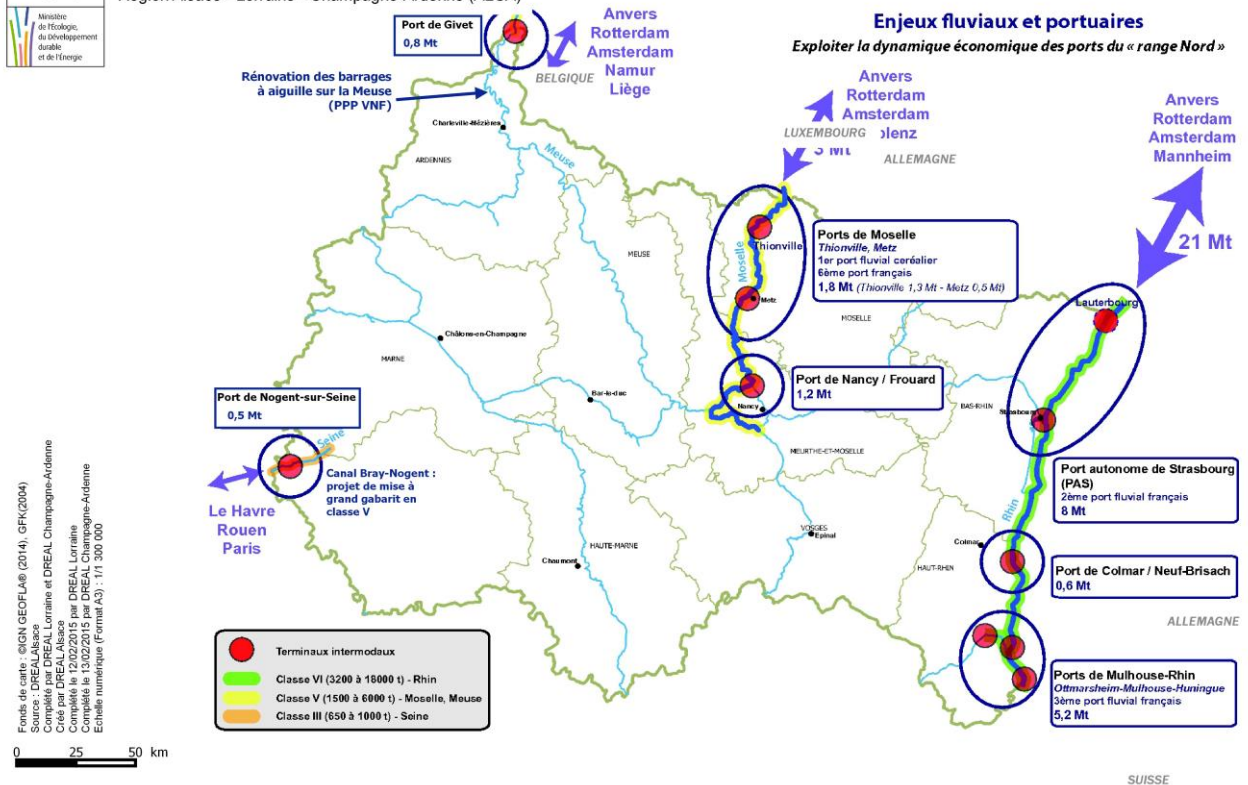 Ministère
de l'Écologie,
du Développement
durable
et de l'Énergie
Région Alsace - Lorraine - Champagne-Ardenne
Enjeux fluviaux et portuaires
Exploiter la dynamique économique des ports du « range Nord »
Port de Givet
0,8 Mt
Anvers
Rotterdam
Amsterdam
Namur
Liège
BELGIQUE
Rénovation des barrages
à aiguille sur la Meuse
(PPP VNF)
Charleville-Mézières
ARDENNES
Meuse
Anvers
Rotterdam
Amsterdam
LUXEMBOURG
3 Mt
ALLEMAGNE
Anvers
Rotterdam
Amsterdam
Mannheim
21 Mt
MEUSE
Thionville
Moselle
Metz
Ports de Moselle
Thionville, Metz
1er port fluvial ceréalier
6ème port français
1,8 Mt (Thionville 1,3 Mt - Metz 0,5 Mt)
MOSELLE
Lauterbourg
Châlons-en-Champagne
MARNE
Bar-le-duc
Nancy
Port de Nancy / Frouard
1,2 Mt
BAS-RHIN
Strasbourg
Port de Nogent-sur-Seine
0,5 Mt
Seine
Canal Bray-Nogent :
projet de mise à
grand gabarit en
classe V
Le Havre
Rouen
Paris
MEURTHE-ET-MOSELLE
Port autonome de Strasbourg
(PAS)
2ème port fluvial français
8 Mt
Rhin
VOSGES
Epinal
Colmar
HAUTE-MARNE
Chaumont
HAUT-RHIN
Port de Colmar / Neuf-Brisach
0,6 Mt
ALLEMAGNE
Ports de Mulhouse-Rhin
Ottmarsheim-Mulhouse-Huningue
3ème port fluvial français
5,2 Mt
Terminaux intermodaux
Classe VI (3200 à 18000 t) - Rhin
Classe V (1500 à 6000 t) - Moselle, Meuse
Classe III (650 à 1000 t) - Seine
Fonds de carte : ©IGN GEOFLA® (2014), GFK(2004)
Source : DREALAlsace
Complété par DREAL Lorraine et DREAL Champagne-Ardenne
Créé par DREAL Alsace
Complété le 12/02/2015 par DREAL Lorraine
Complété le 13/02/2015 par DREAL Champagne-Ardenne
Echelle numérique (Format A3) : 1/1 300 000
0 25 50 km
SUISSE